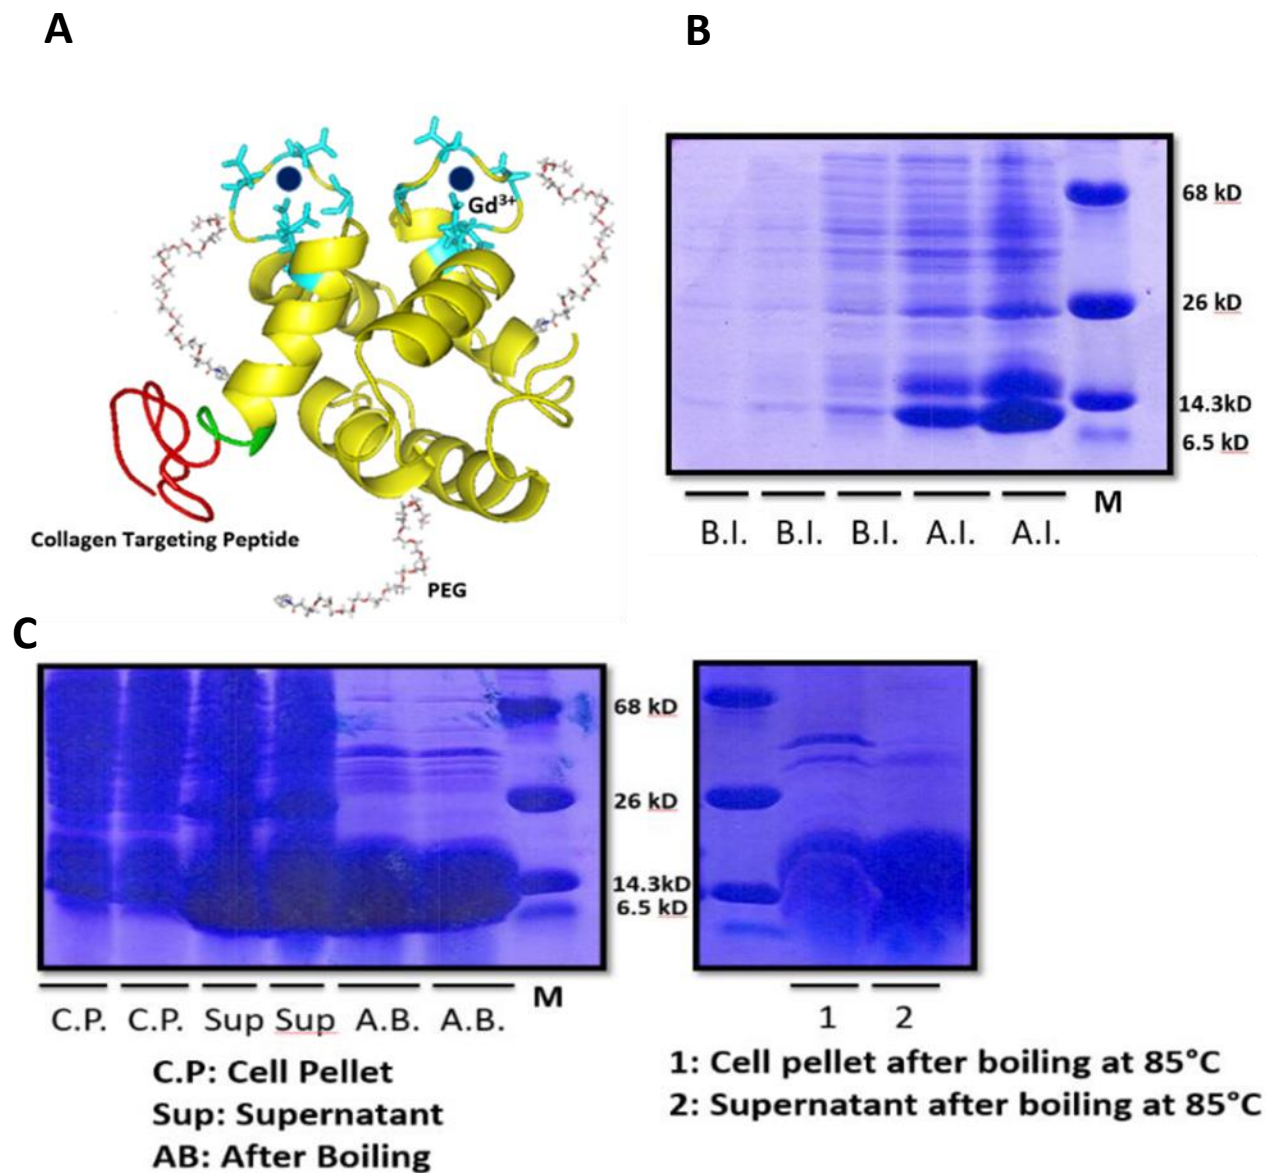 A
B
Gd³⁺
Collagen Targeting Peptide
PEG
68 kD
26 kD
14.3kD
6.5 kD
B.I. B.I. B.I. A.I. A.I. M
C
68 kD
26 kD
14.3kD
6.5 kD
C.P. C.P. Sup Sup A.B. A.B. M
C.P: Cell Pellet
Sup: Supernatant
AB: After Boiling
1 2
1: Cell pellet after boiling at 85°C
2: Supernatant after boiling at 85°C